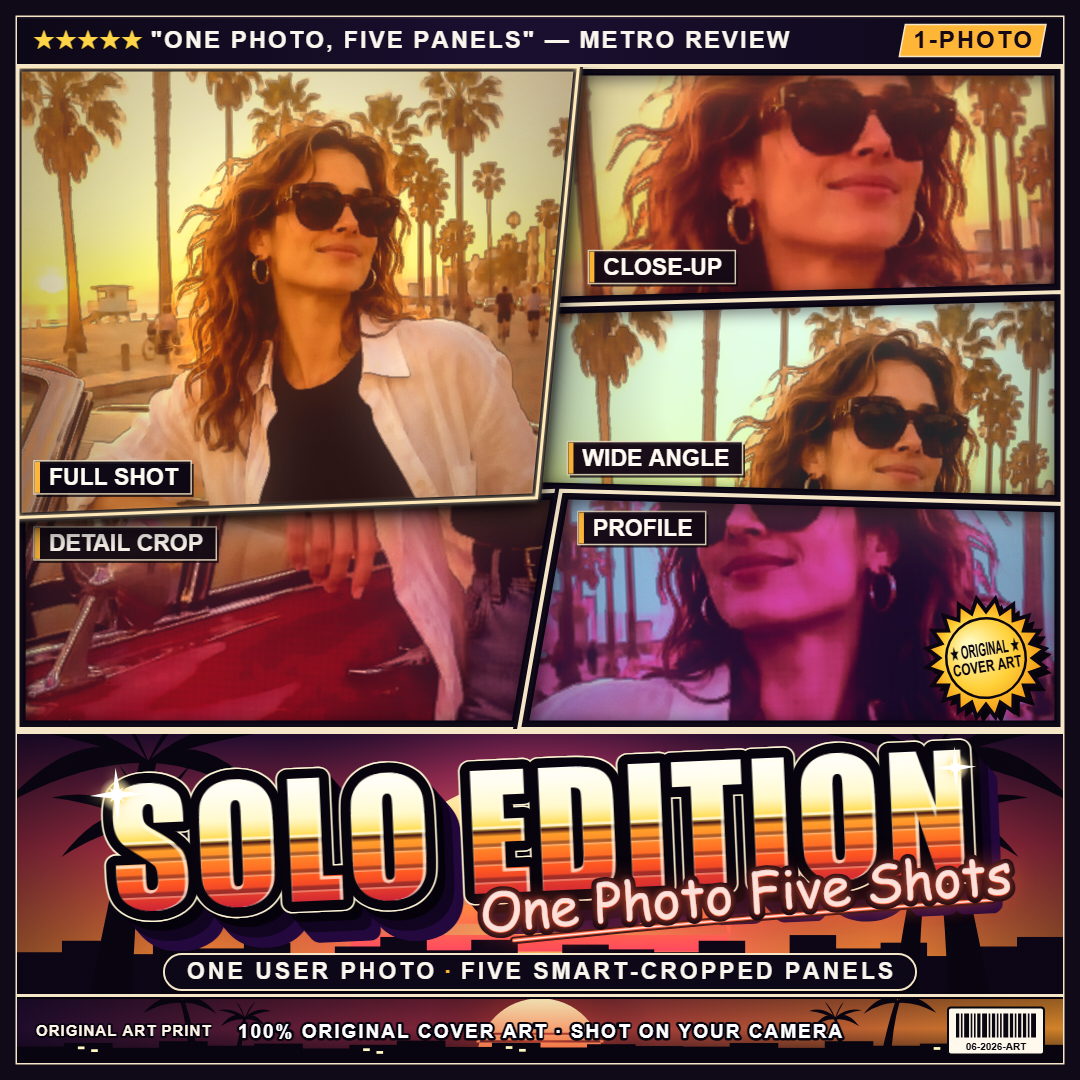 ★★★★★ "ONE PHOTO, FIVE PANELS" — METRO REVIEW
1-PHOTO
FULL SHOT
CLOSE-UP
WIDE ANGLE
DETAIL CROP
PROFILE
★ ORIGINAL ★
COVER ART
SOLO EDITION
One Photo Five Shots
ONE USER PHOTO · FIVE SMART-CROPPED PANELS
ORIGINAL ART PRINT
100% ORIGINAL COVER ART · SHOT ON YOUR CAMERA
06-2026-ART